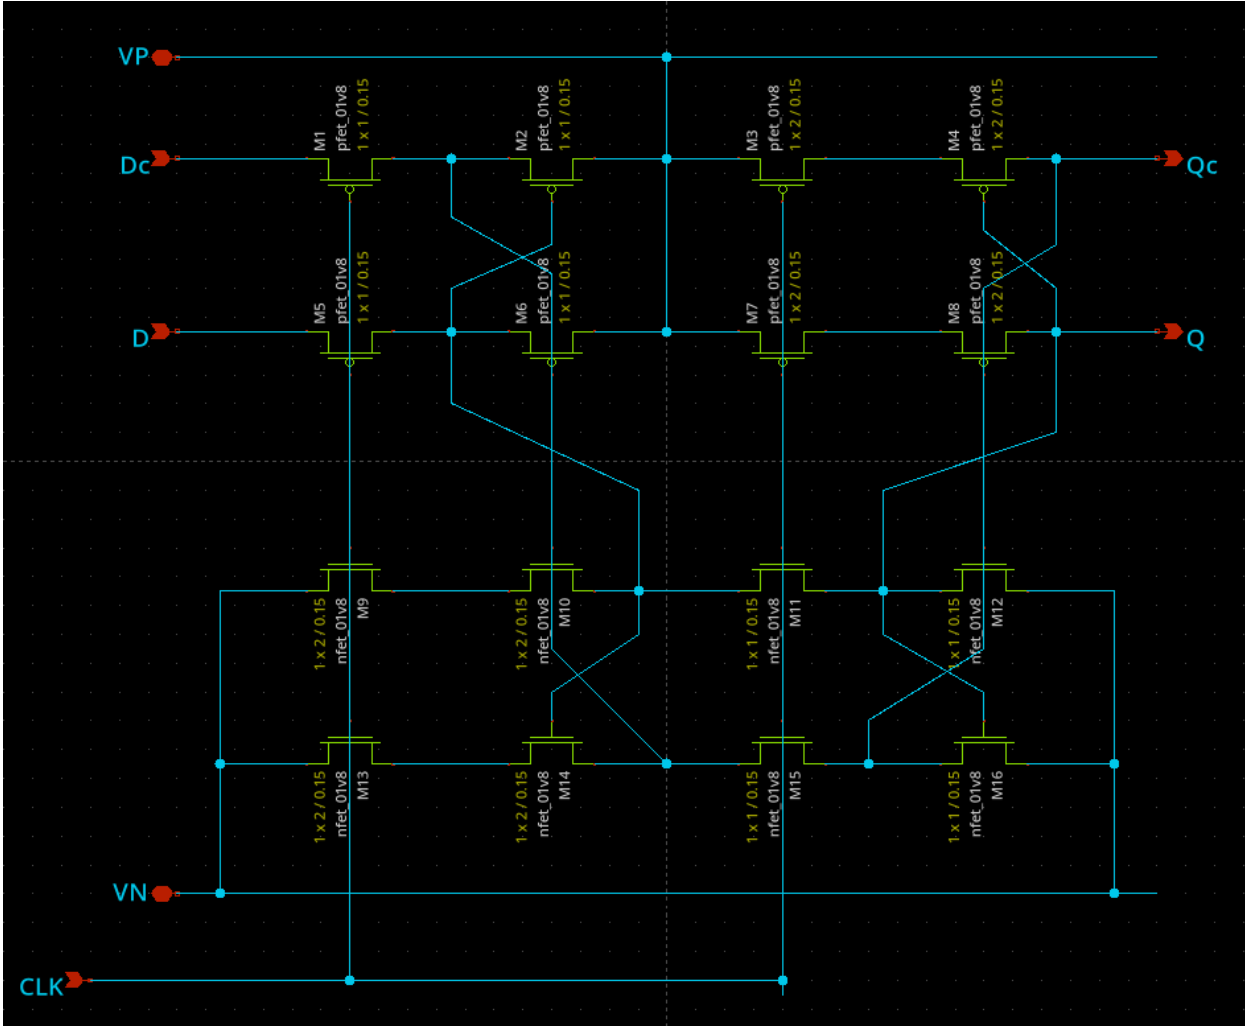 VP
M1
pfet_01v8
1 x 1 / 0.15
M2
pfet_01v8
1 x 1 / 0.15
M3
pfet_01v8
1 x 2 / 0.15
M4
pfet_01v8
1 x 2 / 0.15
Dc
Qc
M5
pfet_01v8
1 x 1 / 0.15
M6
pfet_01v8
1 x 1 / 0.15
M7
pfet_01v8
1 x 2 / 0.15
M8
pfet_01v8
1 x 2 / 0.15
D
Q
1 x 2 / 0.15
nfet_01v8
M9
1 x 2 / 0.15
nfet_01v8
M10
1 x 1 / 0.15
nfet_01v8
M11
1 x 1 / 0.15
nfet_01v8
M12
1 x 2 / 0.15
nfet_01v8
M13
1 x 2 / 0.15
nfet_01v8
M14
1 x 1 / 0.15
nfet_01v8
M15
1 x 1 / 0.15
nfet_01v8
M16
VN
CLK